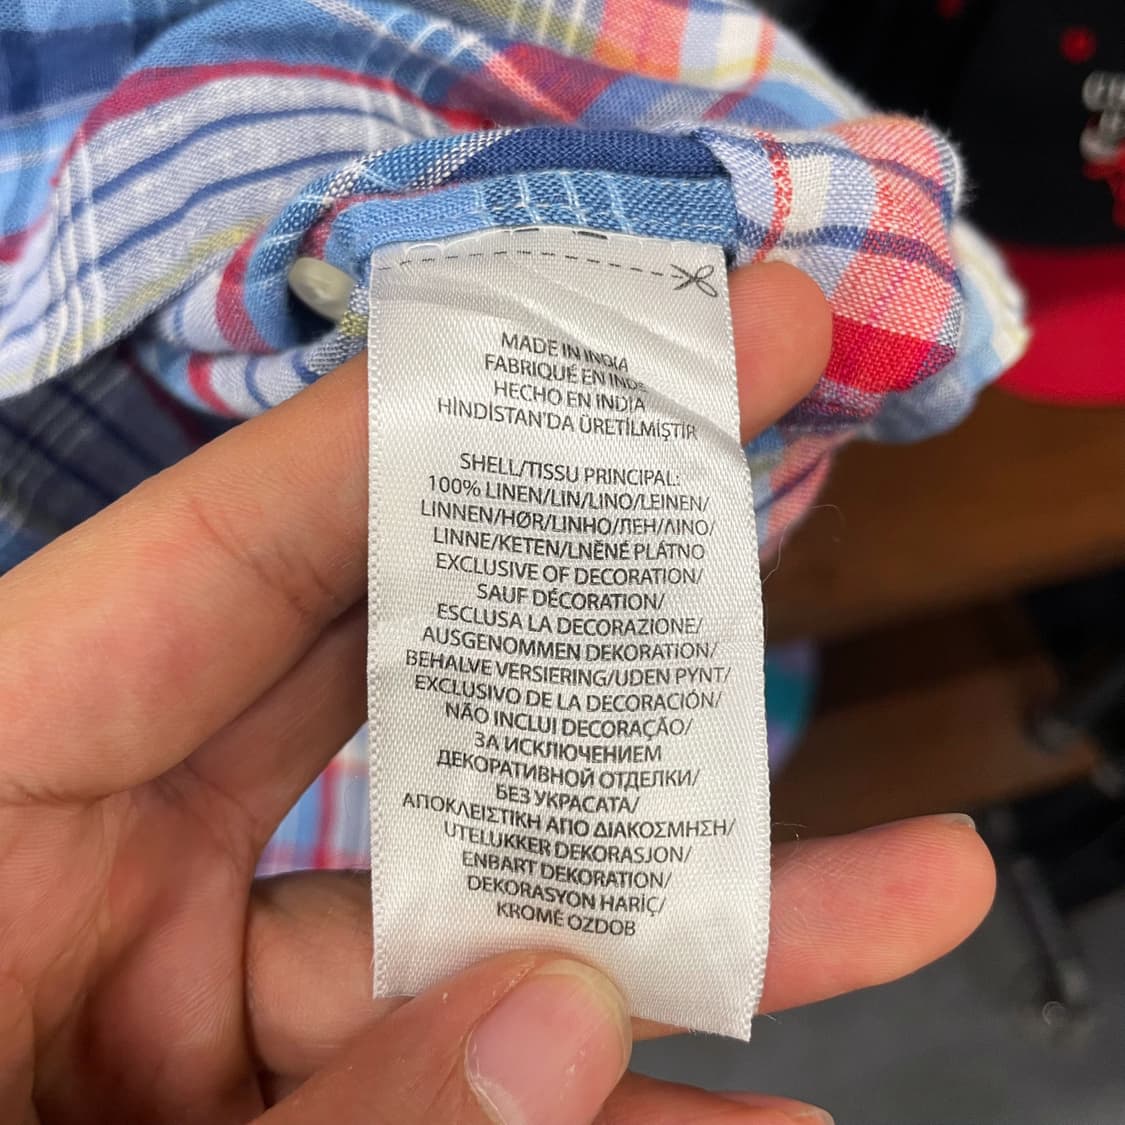 MADE IN INDIA
FABRIQUÉ EN INDE
HECHO EN INDIA
HİNDİSTAN'DA ÜRETİLMİŞTİR
SHELL/TISSU PRINCIPAL:
100% LINEN/LIN/LINO/LEINEN/
LINNEN/HØR/LINHO/ЛЕН/ΛΙΝΟ/
LINNE/KETEN/LNĚNÉ PLÁTNO
EXCLUSIVE OF DECORATION/
SAUF DÉCORATION/
ESCLUSA LA DECORAZIONE/
AUSGENOMMEN DEKORATION/
BEHALVE VERSIERING/UDEN PYNT/
EXCLUSIVO DE LA DECORACIÓN/
NÃO INCLUI DECORAÇÃO/
ЗА ИСКЛЮЧЕНИЕМ
ДЕКОРАТИВНОЙ ОТДЕЛКИ/
БЕЗ УКРАСАТА/
ΑΠΟΚΛΕΙΣΤΙΚΗ ΑΠΟ ΔΙΑΚΟΣΜΗΣΗ/
UTELUKKER DEKORASJON/
ENBART DEKORATION/
DEKORASYON HARİÇ/
KROMĚ OZDOB